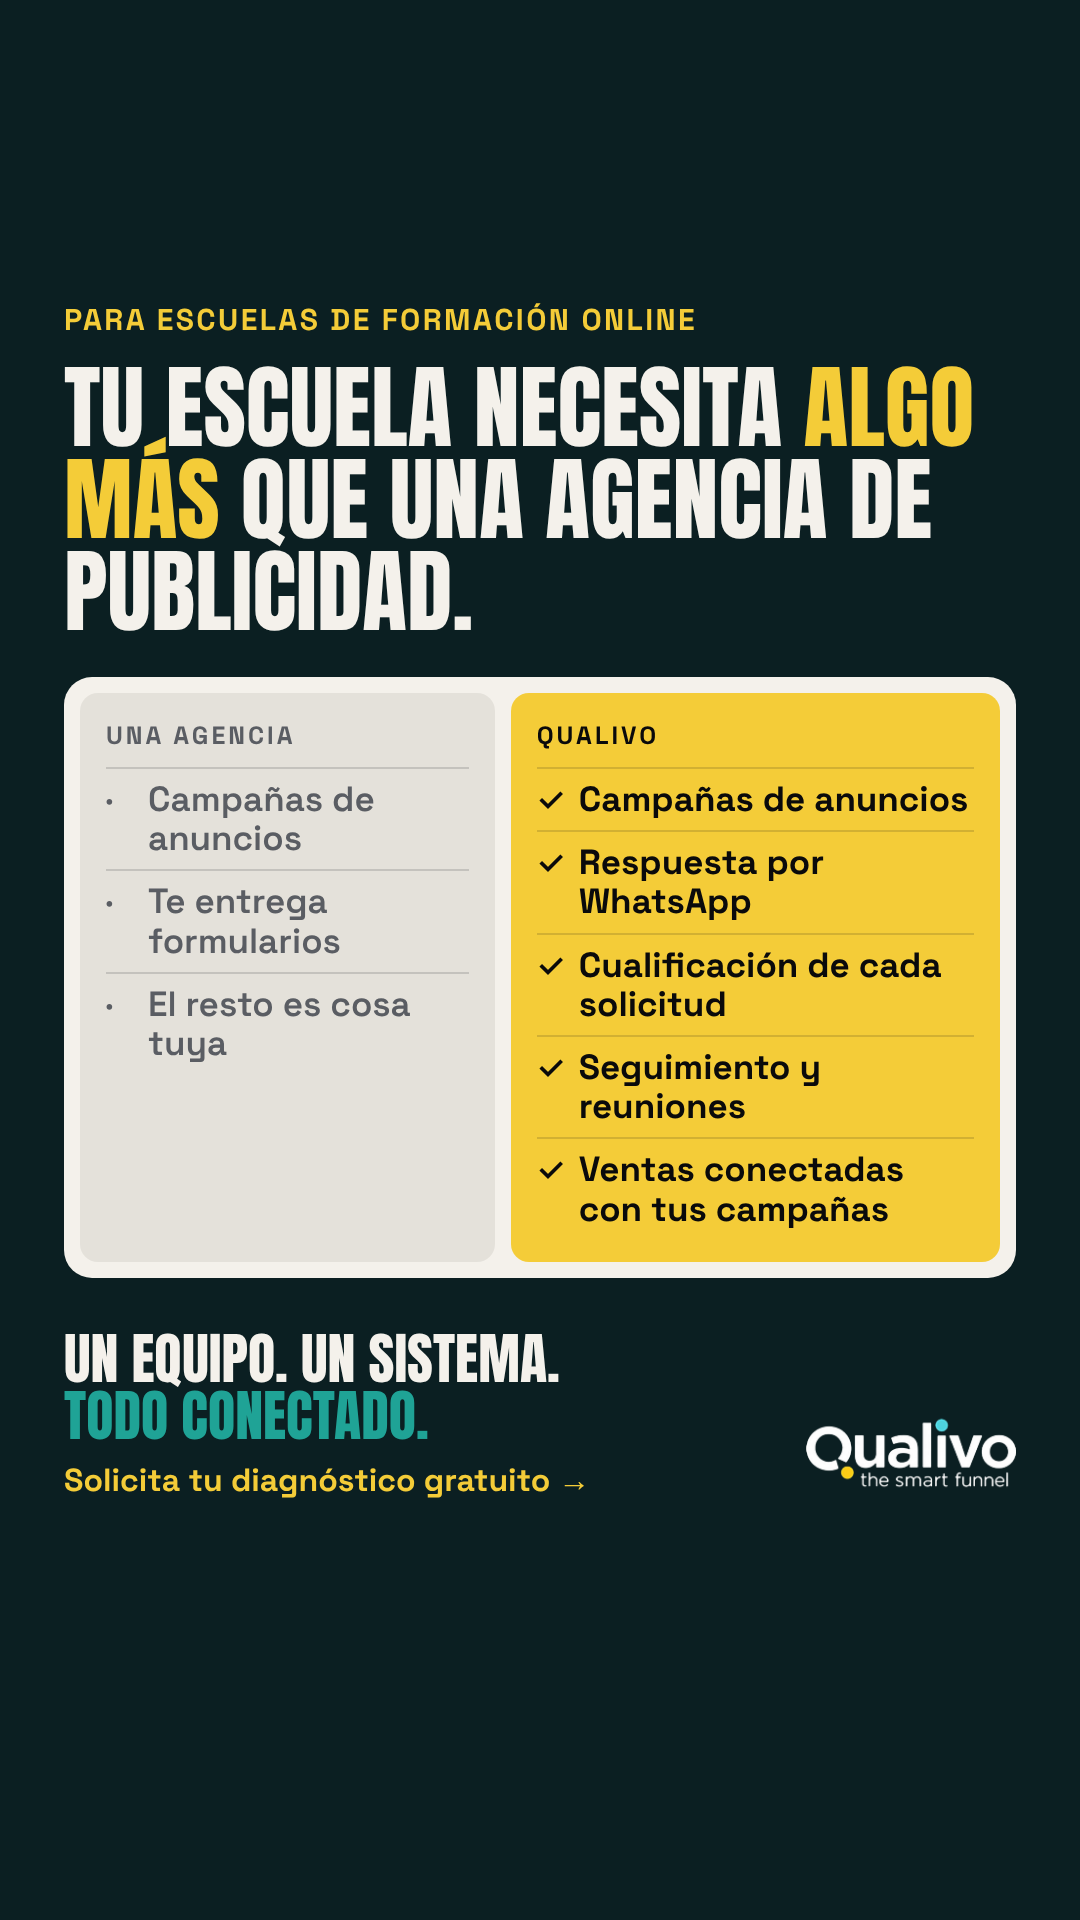 PARA ESCUELAS DE FORMACIÓN ONLINE
TU ESCUELA NECESITA ALGO
MÁS QUE UNA AGENCIA DE
PUBLICIDAD.
UNA AGENCIA
· Campañas de
anuncios
· Te entrega
formularios
· El resto es cosa
tuya
QUALIVO
✓ Campañas de anuncios
✓ Respuesta por
WhatsApp
✓ Cualificación de cada
solicitud
✓ Seguimiento y
reuniones
✓ Ventas conectadas
con tus campañas
UN EQUIPO. UN SISTEMA.
TODO CONECTADO.
Solicita tu diagnóstico gratuito →
Qualivo
the smart funnel